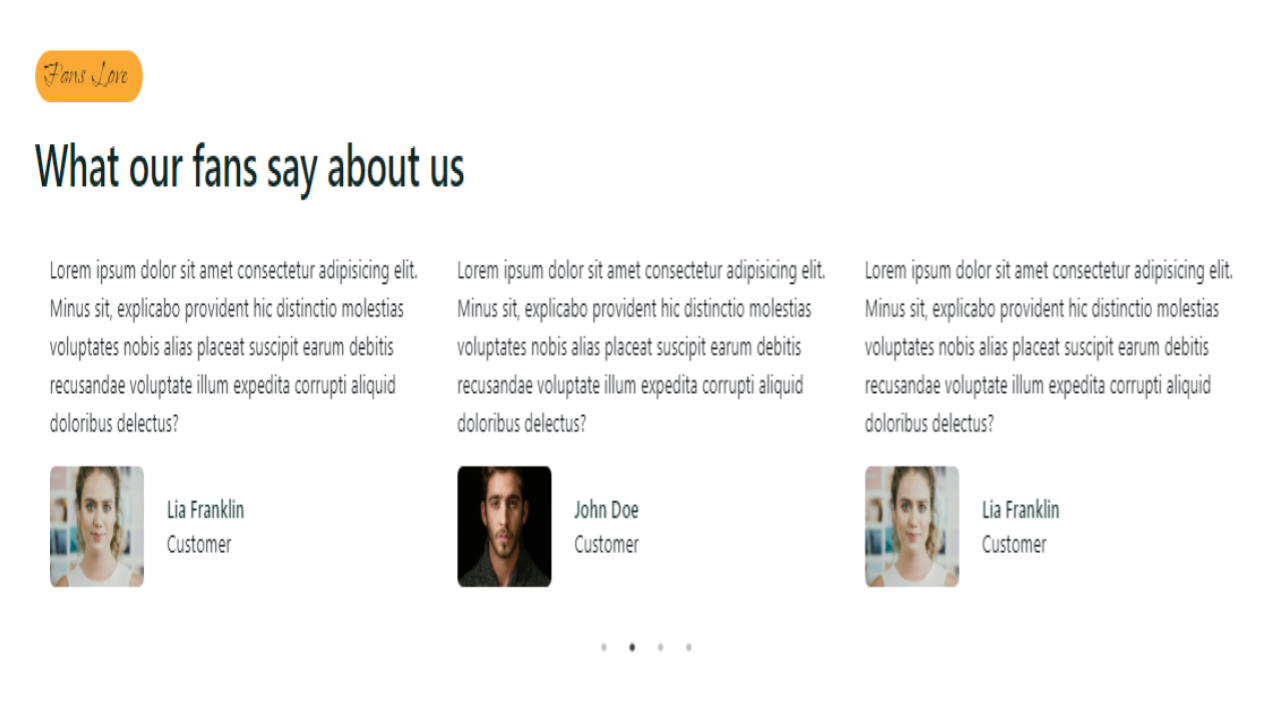 Fans Love
What our fans say about us
Lorem ipsum dolor sit amet consectetur adipisicing elit.
Minus sit, explicabo provident hic distinctio molestias
voluptates nobis alias placeat suscipit earum debitis
recusandae voluptate illum expedita corrupti aliquid
doloribus delectus?
Lia Franklin
Customer
Lorem ipsum dolor sit amet consectetur adipisicing elit.
Minus sit, explicabo provident hic distinctio molestias
voluptates nobis alias placeat suscipit earum debitis
recusandae voluptate illum expedita corrupti aliquid
doloribus delectus?
John Doe
Customer
Lorem ipsum dolor sit amet consectetur adipisicing elit.
Minus sit, explicabo provident hic distinctio molestias
voluptates nobis alias placeat suscipit earum debitis
recusandae voluptate illum expedita corrupti aliquid
doloribus delectus?
Lia Franklin
Customer